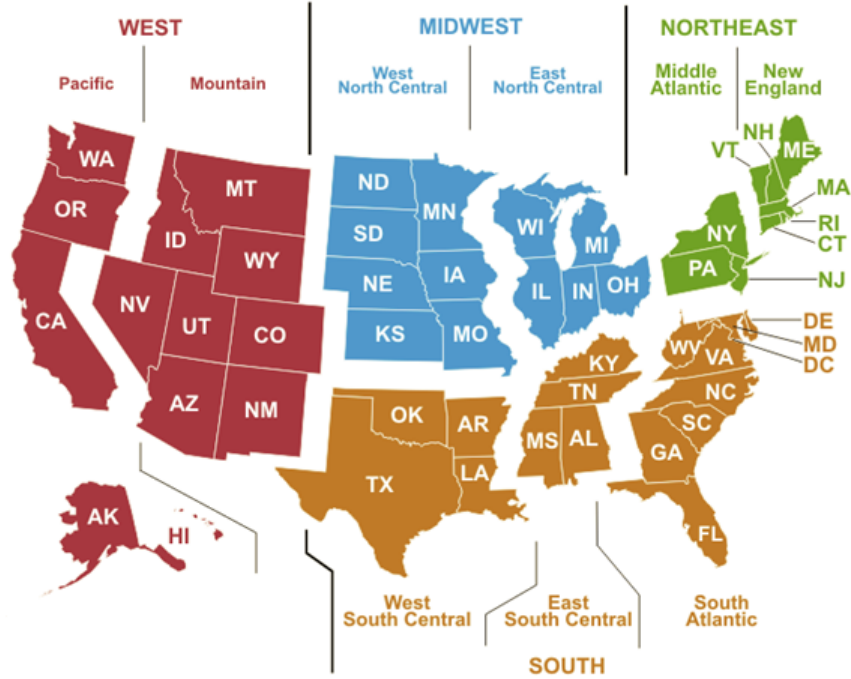 WEST
MIDWEST
NORTHEAST
Pacific
Mountain
West
North Central
East
North Central
Middle
Atlantic
New
England
WA
OR
CA
NV
ID
MT
WY
UT
CO
AZ
NM
AK
HI
ND
SD
NE
KS
MN
IA
MO
WI
MI
IL
IN
OH
VT
NH
ME
MA
RI
CT
NY
PA
NJ
DE
MD
DC
WV
VA
KY
TN
NC
SC
OK
AR
MS
AL
GA
TX
LA
FL
West
South Central
East
South Central
South
Atlantic
SOUTH